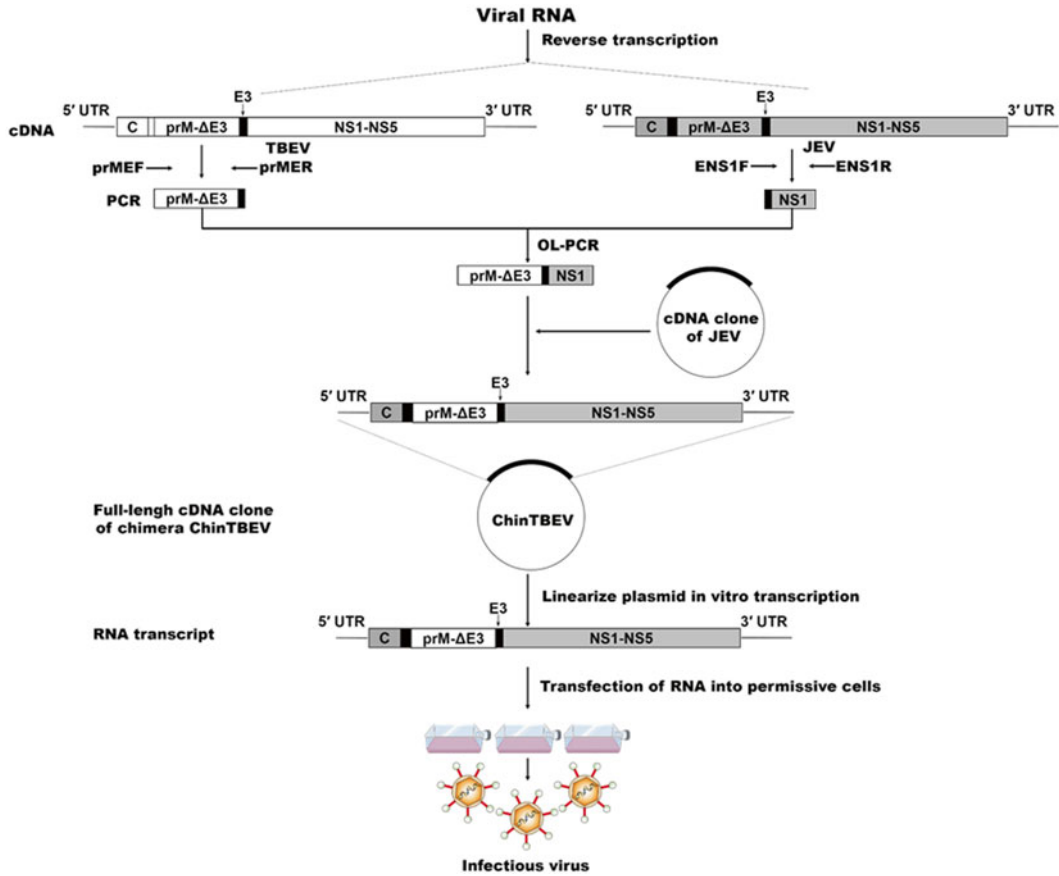 Viral RNA
Reverse transcription
E3
E3
5′ UTR
3′ UTR
5′ UTR
3′ UTR
cDNA
C
prM-ΔE3
NS1-NS5
C
prM-ΔE3
NS1-NS5
TBEV
JEV
prMEF
prMER
ENS1F
ENS1R
PCR
prM-ΔE3
NS1
OL-PCR
prM-ΔE3
NS1
cDNA clone
of JEV
E3
5′ UTR
3′ UTR
C
prM-ΔE3
NS1-NS5
Full-lengh cDNA clone
of chimera ChinTBEV
ChinTBEV
Linearize plasmid in vitro transcription
E3
5′ UTR
3′ UTR
RNA transcript
C
prM-ΔE3
NS1-NS5
Transfection of RNA into permissive cells
Infectious virus